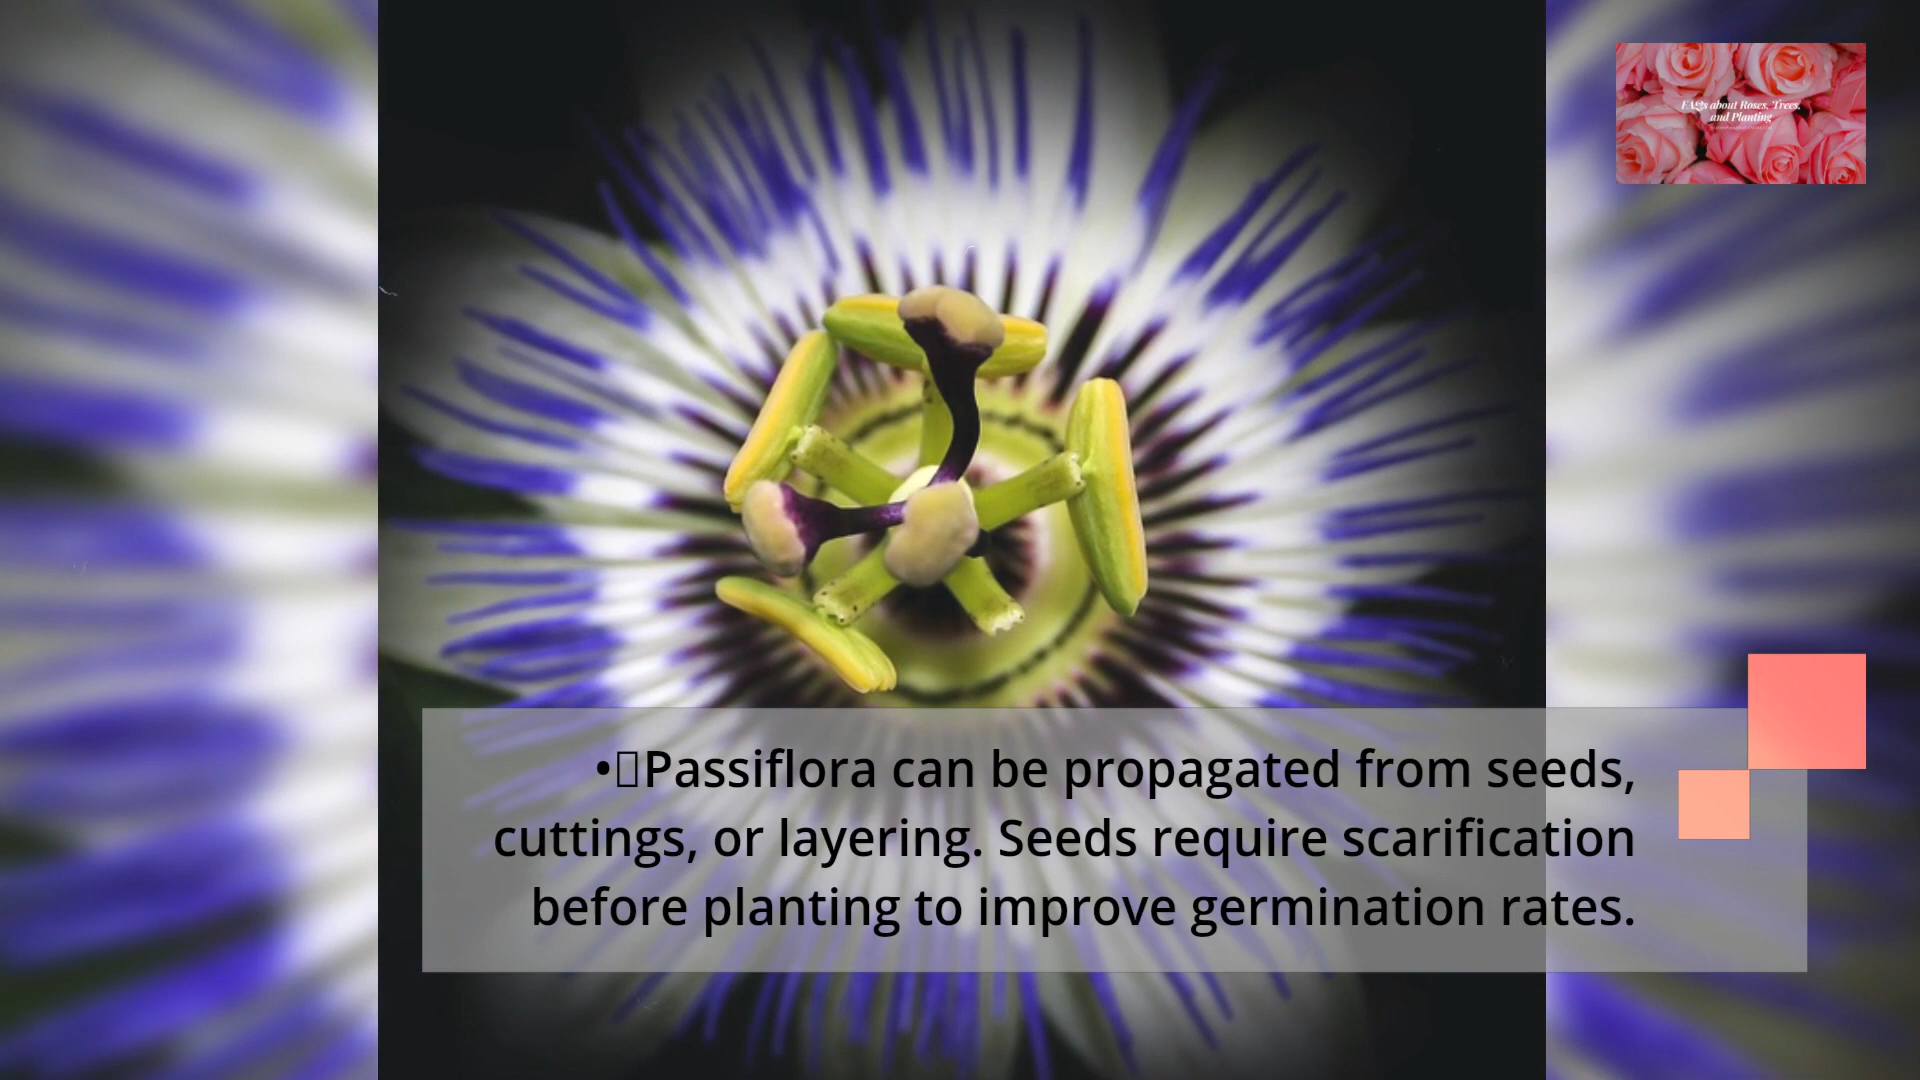 FAQs about Roses, Trees,
and Planting
•▯Passiflora can be propagated from seeds,
cuttings, or layering. Seeds require scarification
before planting to improve germination rates.